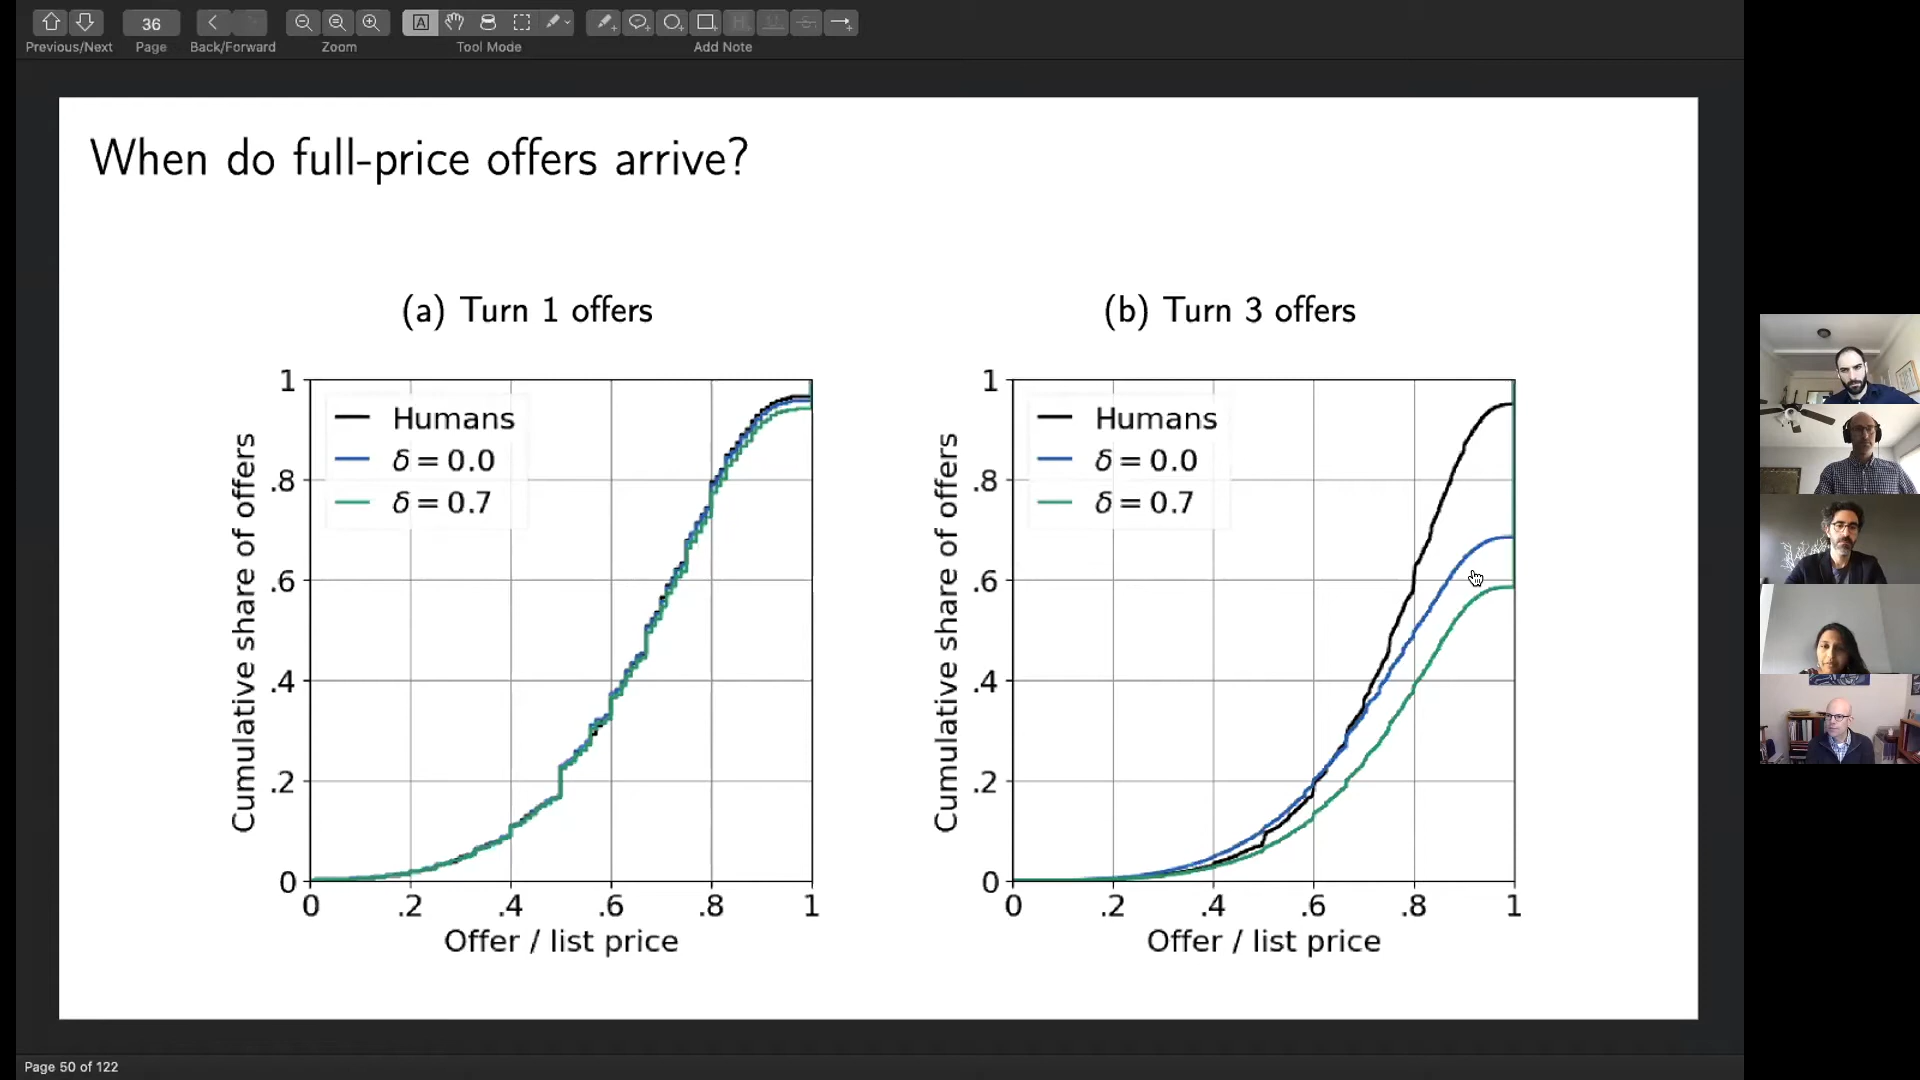 36
Previous/Next
Page
Back/Forward
Zoom
Tool Mode
Add Note
When do full-price offers arrive?
(a) Turn 1 offers
(b) Turn 3 offers
Cumulative share of offers
1
.8
.6
.4
.2
0
Humans
δ = 0.0
δ = 0.7
0
.2
.4
.6
.8
1
Offer / list price
Cumulative share of offers
1
.8
.6
.4
.2
0
Humans
δ = 0.0
δ = 0.7
0
.2
.4
.6
.8
1
Offer / list price
Page 50 of 122